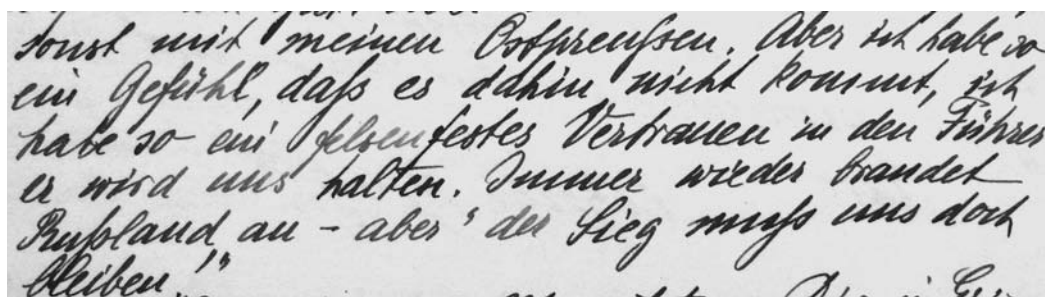 sonst mit meinen Ostpreußen. Aber ich habe so
ein Gefühl, daß es dahin nicht kommt, ich
habe so ein felsenfestes Vertrauen in den Führer
er wird uns halten. Immer wieder brandet
Rußland an - aber "der Sieg muß uns doch
bleiben!"